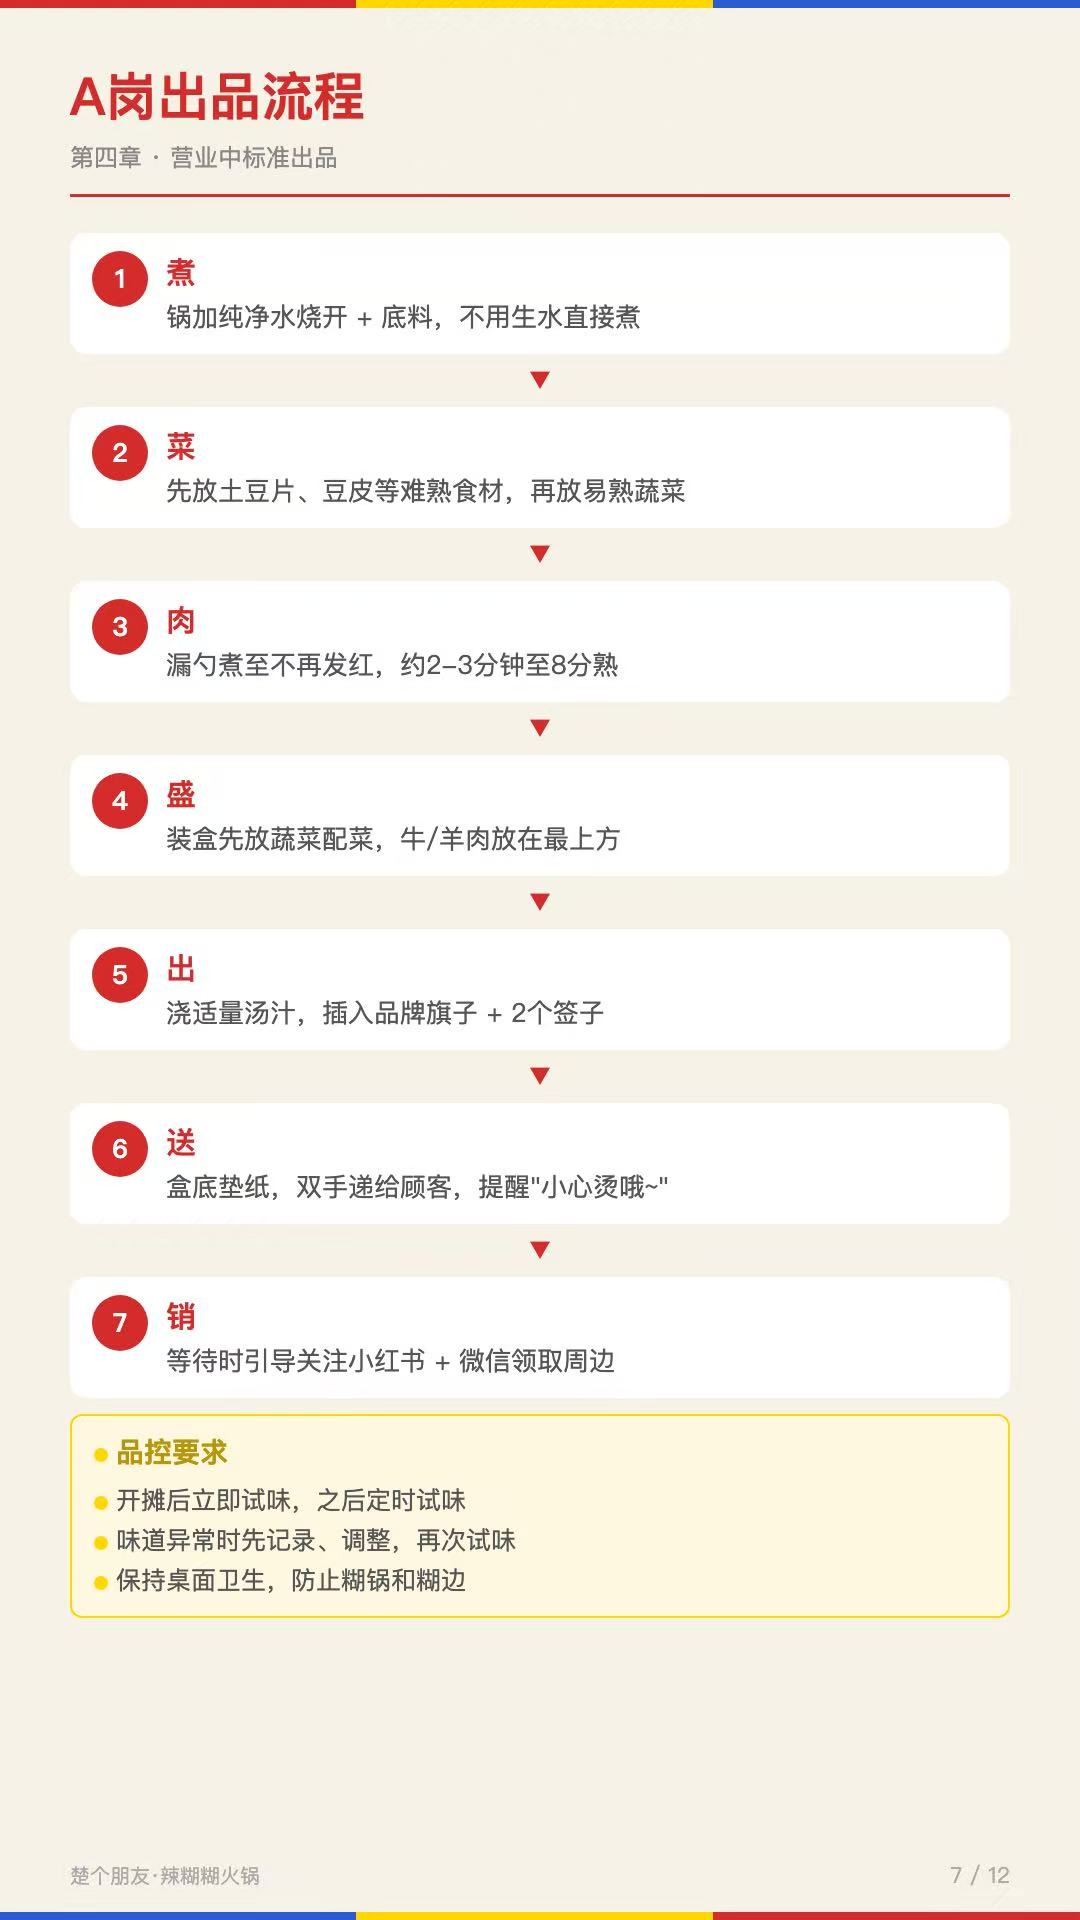 A岗出品流程
第四章 · 营业中标准出品
1 煮
锅加纯净水烧开 + 底料，不用生水直接煮
▼
2 菜
先放土豆片、豆皮等难熟食材，再放易熟蔬菜
▼
3 肉
漏勺煮至不再发红，约2–3分钟至8分熟
▼
4 盛
装盒先放蔬菜配菜，牛/羊肉放在最上方
▼
5 出
浇适量汤汁，插入品牌旗子 + 2个签子
▼
6 送
盒底垫纸，双手递给顾客，提醒"小心烫哦~"
▼
7 销
等待时引导关注小红书 + 微信领取周边
品控要求
开摊后立即试味，之后定时试味
味道异常时先记录、调整，再次试味
保持桌面卫生，防止糊锅和糊边
楚个朋友·辣糊糊火锅
7 / 12